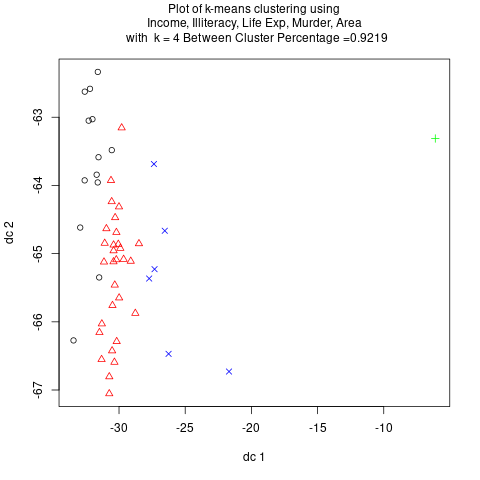 Plot of k-means clustering using
Income, Illiteracy, Life Exp, Murder, Area
with k = 4 Between Cluster Percentage =0.9219
-63
-64
-65
-66
-67
dc 2
-30 -25 -20 -15 -10
dc 1